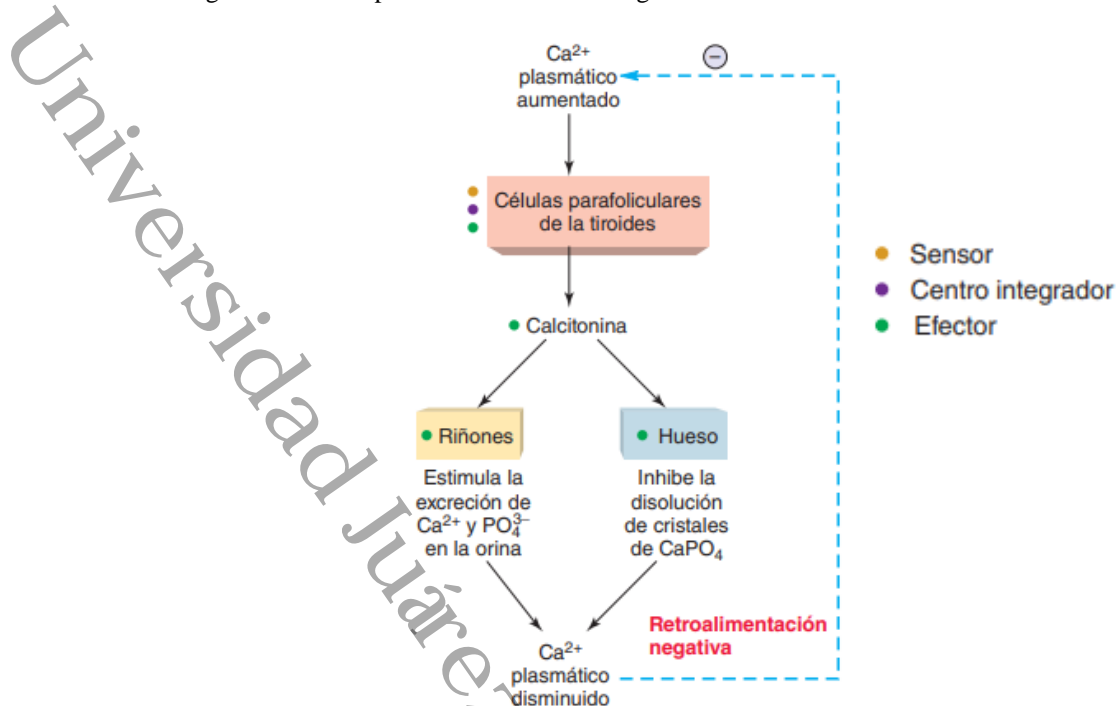 Ca²⁺
plasmático
aumentado
Células parafoliculares
de la tiroides
Sensor
Centro integrador
Efector
Calcitonina
Riñones
Hueso
Estimula la
excreción de
Ca²⁺ y PO₄³⁻
en la orina
Inhibe la
disolución
de cristales
de CaPO₄
Retroalimentación
negativa
Ca²⁺
plasmático
disminuido
Universidad Juáre